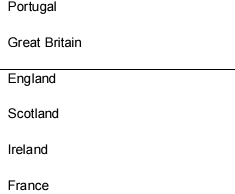 Portugal
Great Britain
England
Scotland
Ireland
France